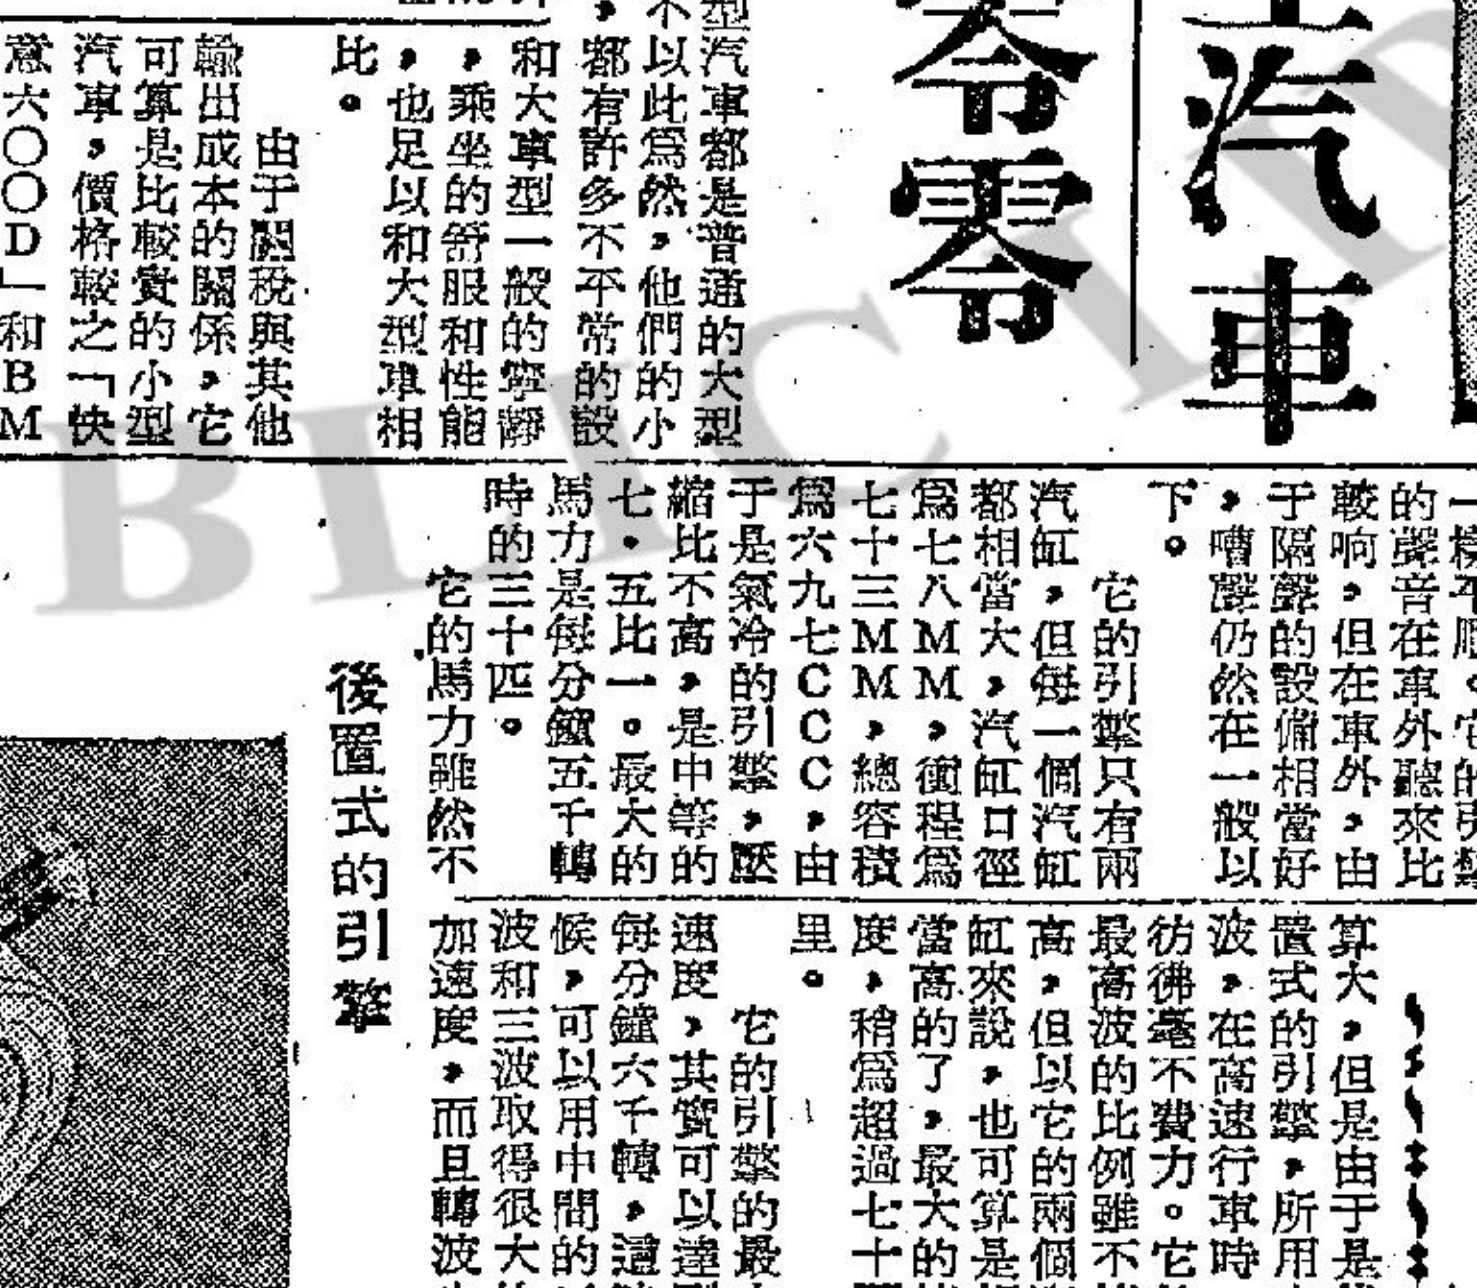 汽車
零零
型汽車都是普通的大型
不以此爲然，他們的小
，都有許多不平常的設
和大車型一般的寧靜
，乘坐的舒服和性能
，也足以和大型車相
比。
由于關稅與其他
輸出成本的關係，它
可算是比較貴的小型
汽車，價格較之「快
意六〇〇D」和BM
的聲音在車外聽來比
較响，但在車外，由
于隔聲的設備相當好
，嘈聲仍然在一般以
下。
它的引擎只有兩
汽缸，但每一個汽缸
都相當大，汽缸口徑
爲七八MM，衝程爲
七十三MM，總容積
爲六九七CCC，由
于是氣冷的引擎，壓
縮比不高，是中等的
七・五比一。最大的
馬力是每分鐘五千轉
時的三十匹。
它的馬力雖然不
後置式的引擎
算大，但是由于是
置式的引擎，所用
波，在高速行車時
彷彿毫不費力。它
最高波的比例雖不
高，但以它的兩個
缸來說，也可算是
當高的了，最大的
度，稍爲超過七十
里。
它的引擎的最
速度，其實可以達
每分鐘六千轉，這
候，可以用中間的
波和三波取得很大
加速度，而且轉波